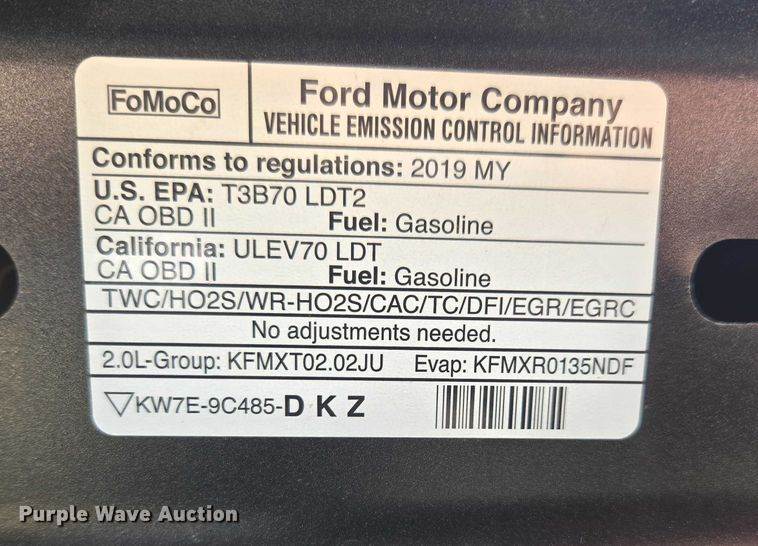 FoMoCo
Ford Motor Company
VEHICLE EMISSION CONTROL INFORMATION
Conforms to regulations: 2019 MY
U.S. EPA: T3B70 LDT2
CA OBD II Fuel: Gasoline
California: ULEV70 LDT
CA OBD II Fuel: Gasoline
TWC/HO2S/WR-HO2S/CAC/TC/DFI/EGR/EGRC
No adjustments needed.
2.0L-Group: KFMXT02.02JU Evap: KFMXR0135NDF
▽KW7E-9C485-D K Z
Purple Wave Auction